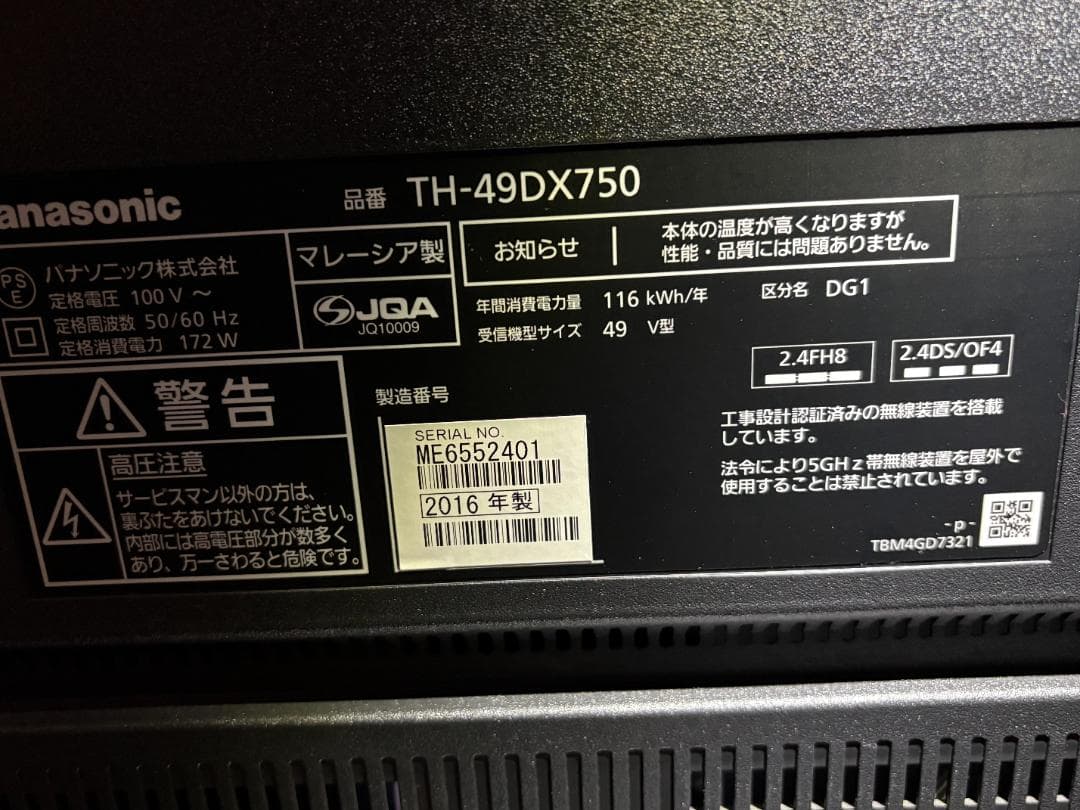 anasonic
品番 TH-49DX750
PS
E
パナソニック株式会社
定格電圧 100 V ～
定格周波数 50/60 Hz
定格消費電力 172 W
マレーシア製
JQA
JQ10009
お知らせ
本体の温度が高くなりますが
性能・品質には問題ありません。
年間消費電力量 116 kWh/年 区分名 DG1
受信機型サイズ 49 V型
2.4FH8
2.4DS/OF4
警告
高圧注意
サービスマン以外の方は、
裏ぶたをあけないでください。
内部には高電圧部分が数多く
あり、万一さわると危険です。
製造番号
SERIAL NO.
ME6552401
2016 年製
工事設計認証済みの無線装置を搭載
しています。
法令により5GHz帯無線装置を屋外で
使用することは禁止されています。
-p-
TBM4GD7321